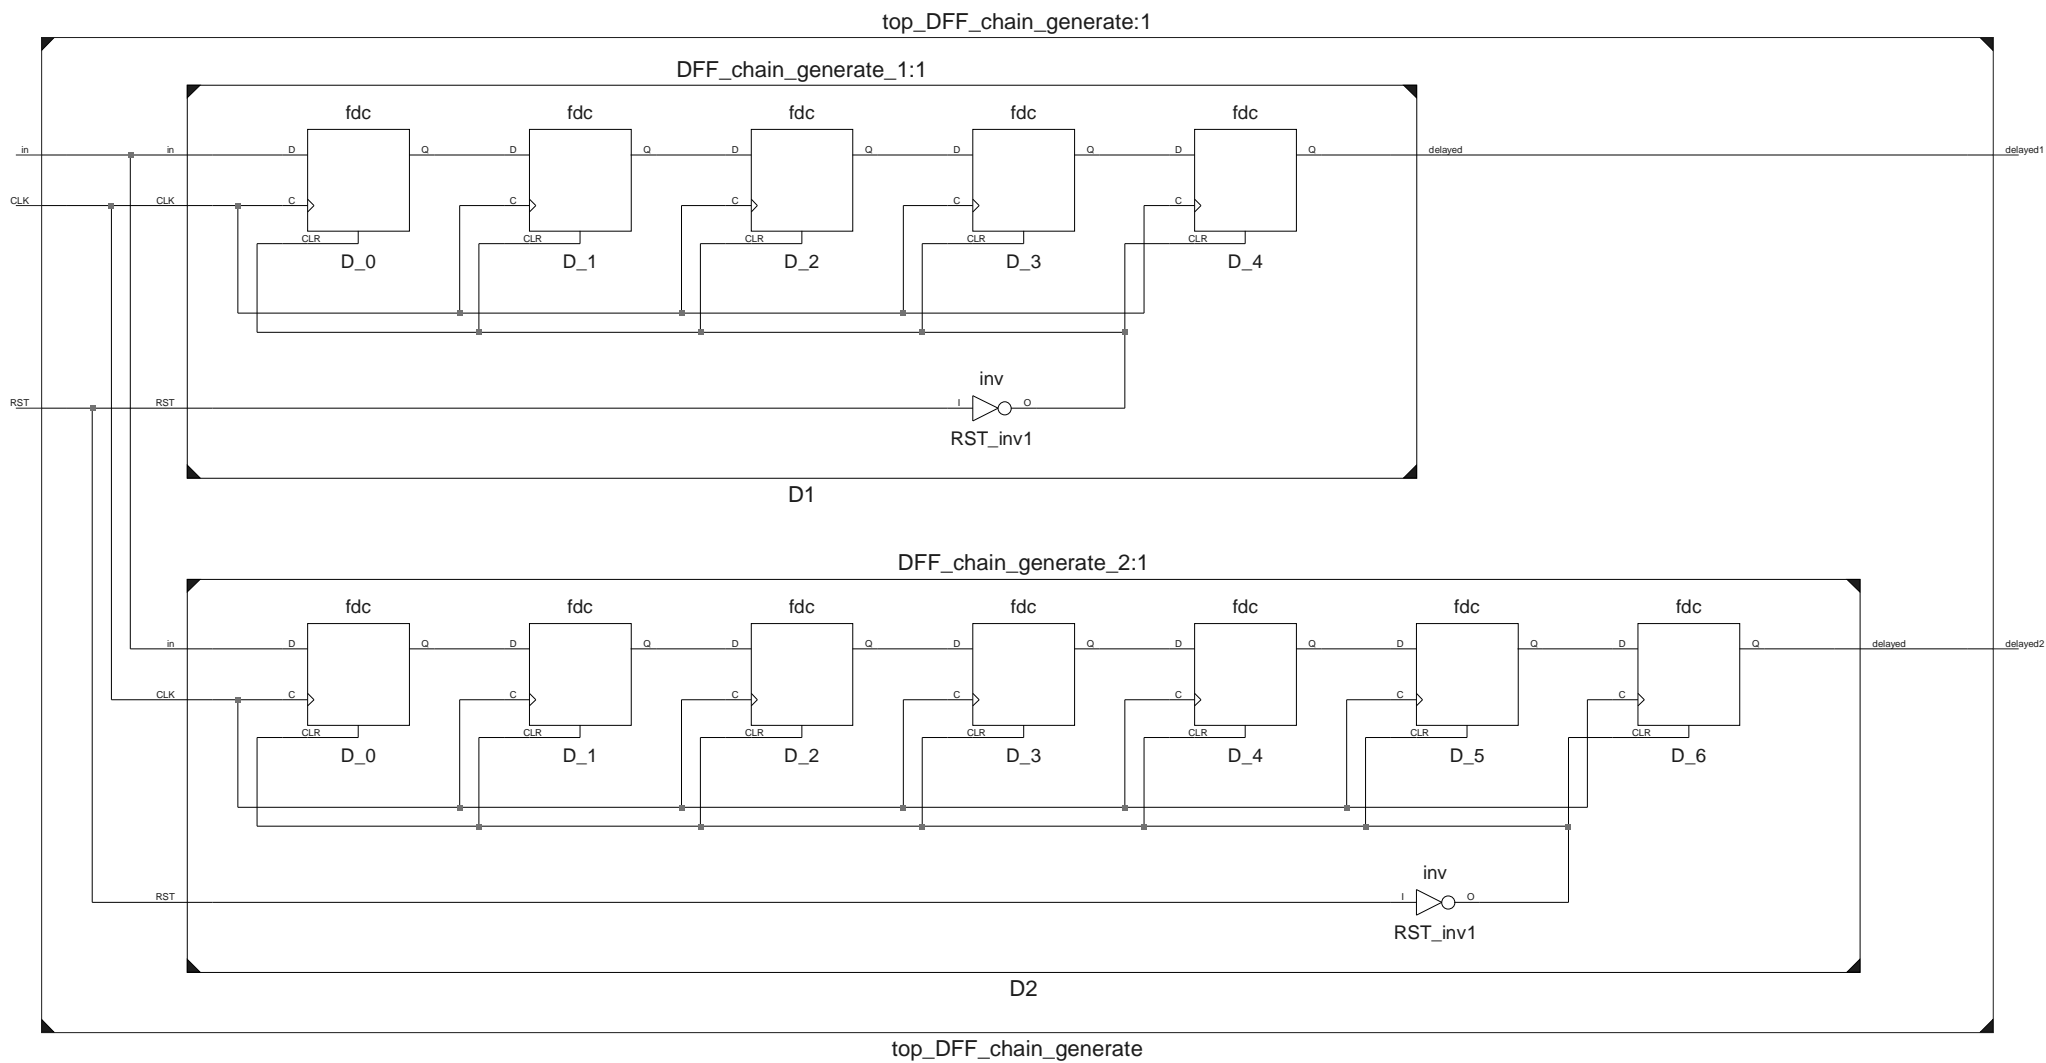 top_DFF_chain_generate:1
DFF_chain_generate_1:1
fdc fdc fdc fdc fdc
in in D Q D Q D Q D Q D Q delayed delayed1
CLK CLK C C C C C
CLR CLR CLR CLR CLR
D_0 D_1 D_2 D_3 D_4
inv
RST RST I O
RST_inv1
D1
DFF_chain_generate_2:1
fdc fdc fdc fdc fdc fdc fdc
in D Q D Q D Q D Q D Q D Q D Q delayed delayed2
CLK C C C C C C C
CLR CLR CLR CLR CLR CLR CLR
D_0 D_1 D_2 D_3 D_4 D_5 D_6
inv
RST I O
RST_inv1
D2
top_DFF_chain_generate